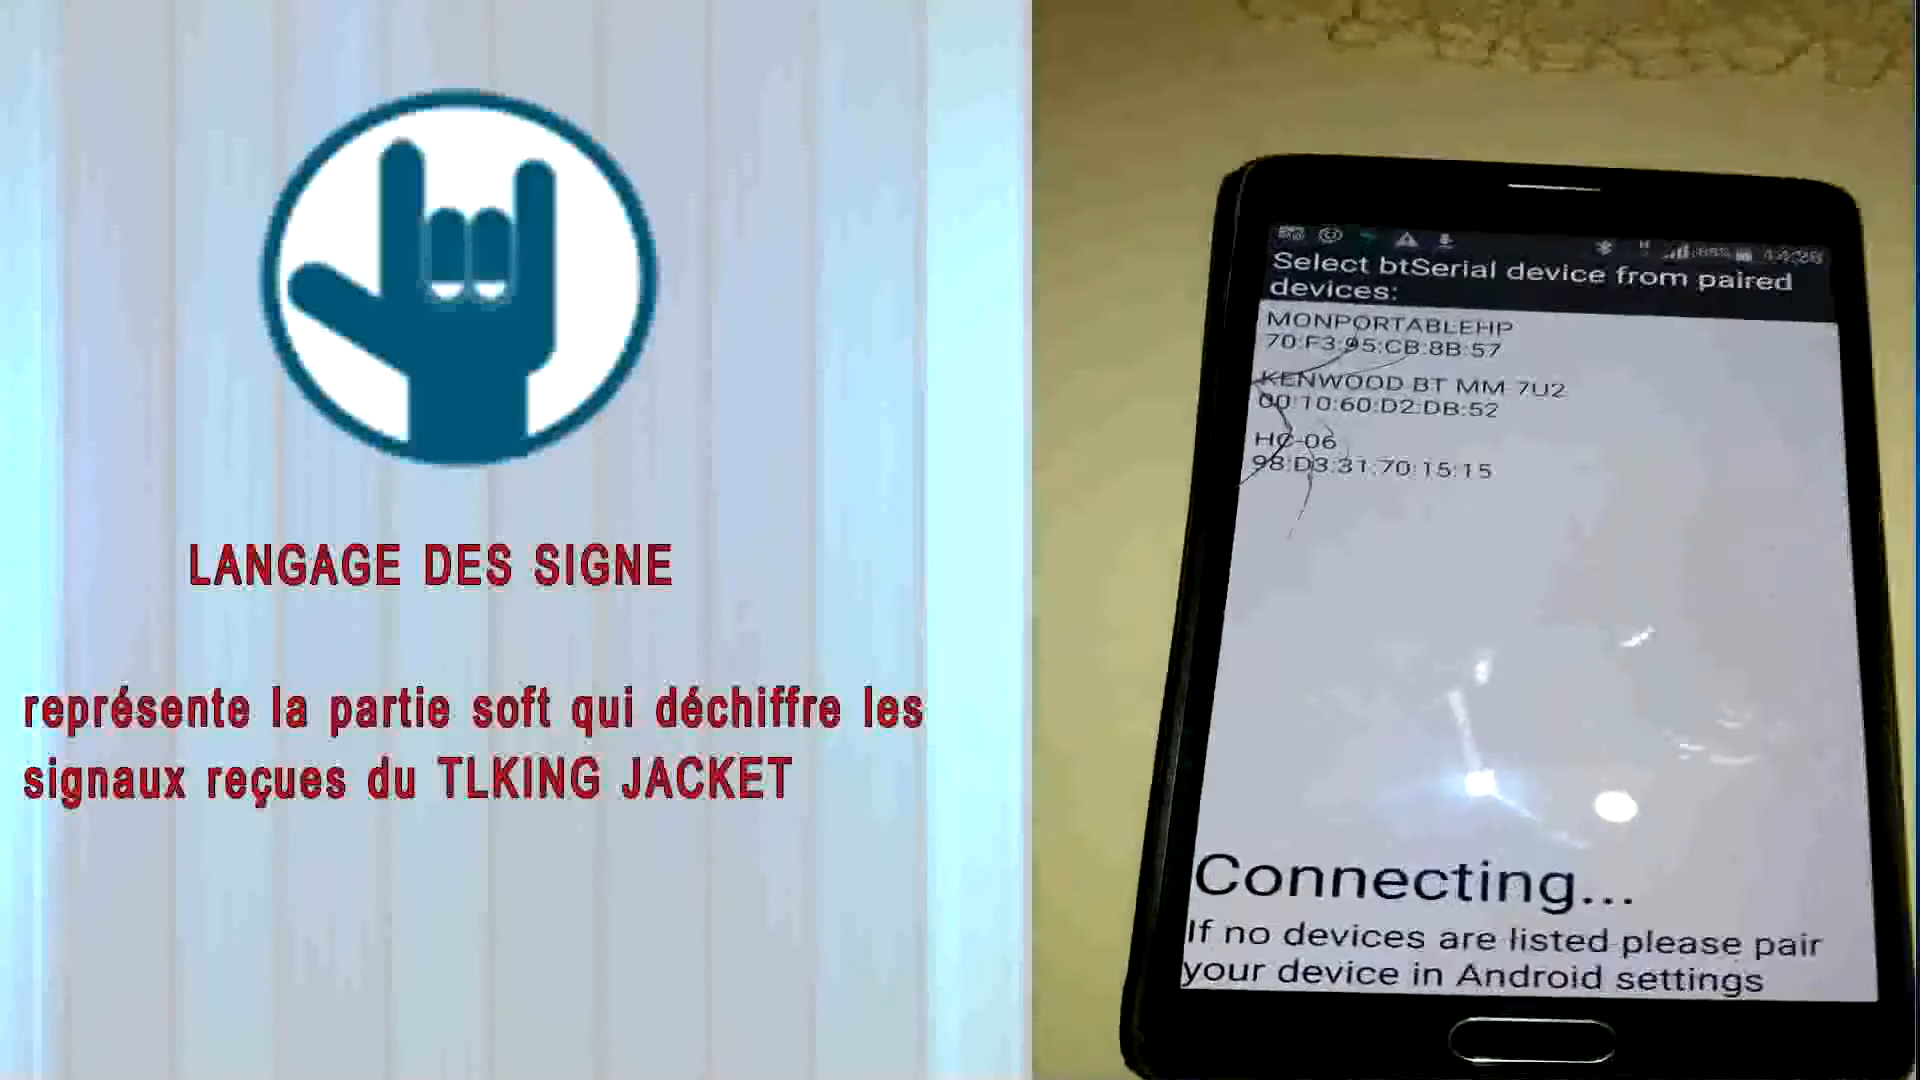 LANGAGE DES SIGNE
représente la partie soft qui déchiffre les
signaux reçues du TLKING JACKET
Select btSerial device from paired
devices:
MONPORTABLEHP
70:F3:95:CB:8B:57
KENWOOD BT MM-7U2
00:10:60:D2:DB:52
HC-06
98:D3:31:70:15:15
Connecting...
If no devices are listed please pair
your device in Android settings